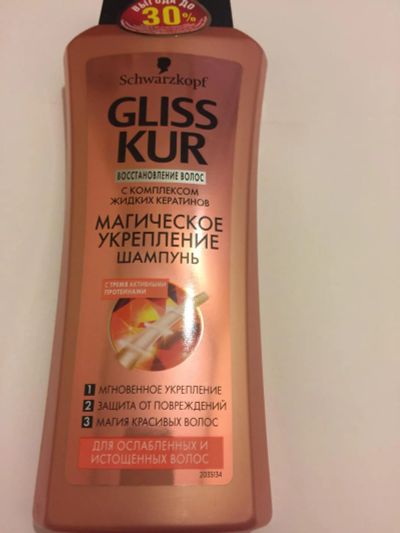 ВЫГОДА ДО
30%
Schwarzkopf
GLISS
KUR
ВОССТАНОВЛЕНИЕ ВОЛОС
С КОМПЛЕКСОМ
ЖИДКИХ КЕРАТИНОВ
МАГИЧЕСКОЕ
УКРЕПЛЕНИЕ
ШАМПУНЬ
С ТРЕМЯ АКТИВНЫМИ
ПРОТЕИНАМИ
1 МГНОВЕННОЕ УКРЕПЛЕНИЕ
2 ЗАЩИТА ОТ ПОВРЕЖДЕНИЙ
3 МАГИЯ КРАСИВЫХ ВОЛОС
ДЛЯ ОСЛАБЛЕННЫХ И
ИСТОЩЕННЫХ ВОЛОС
2035134